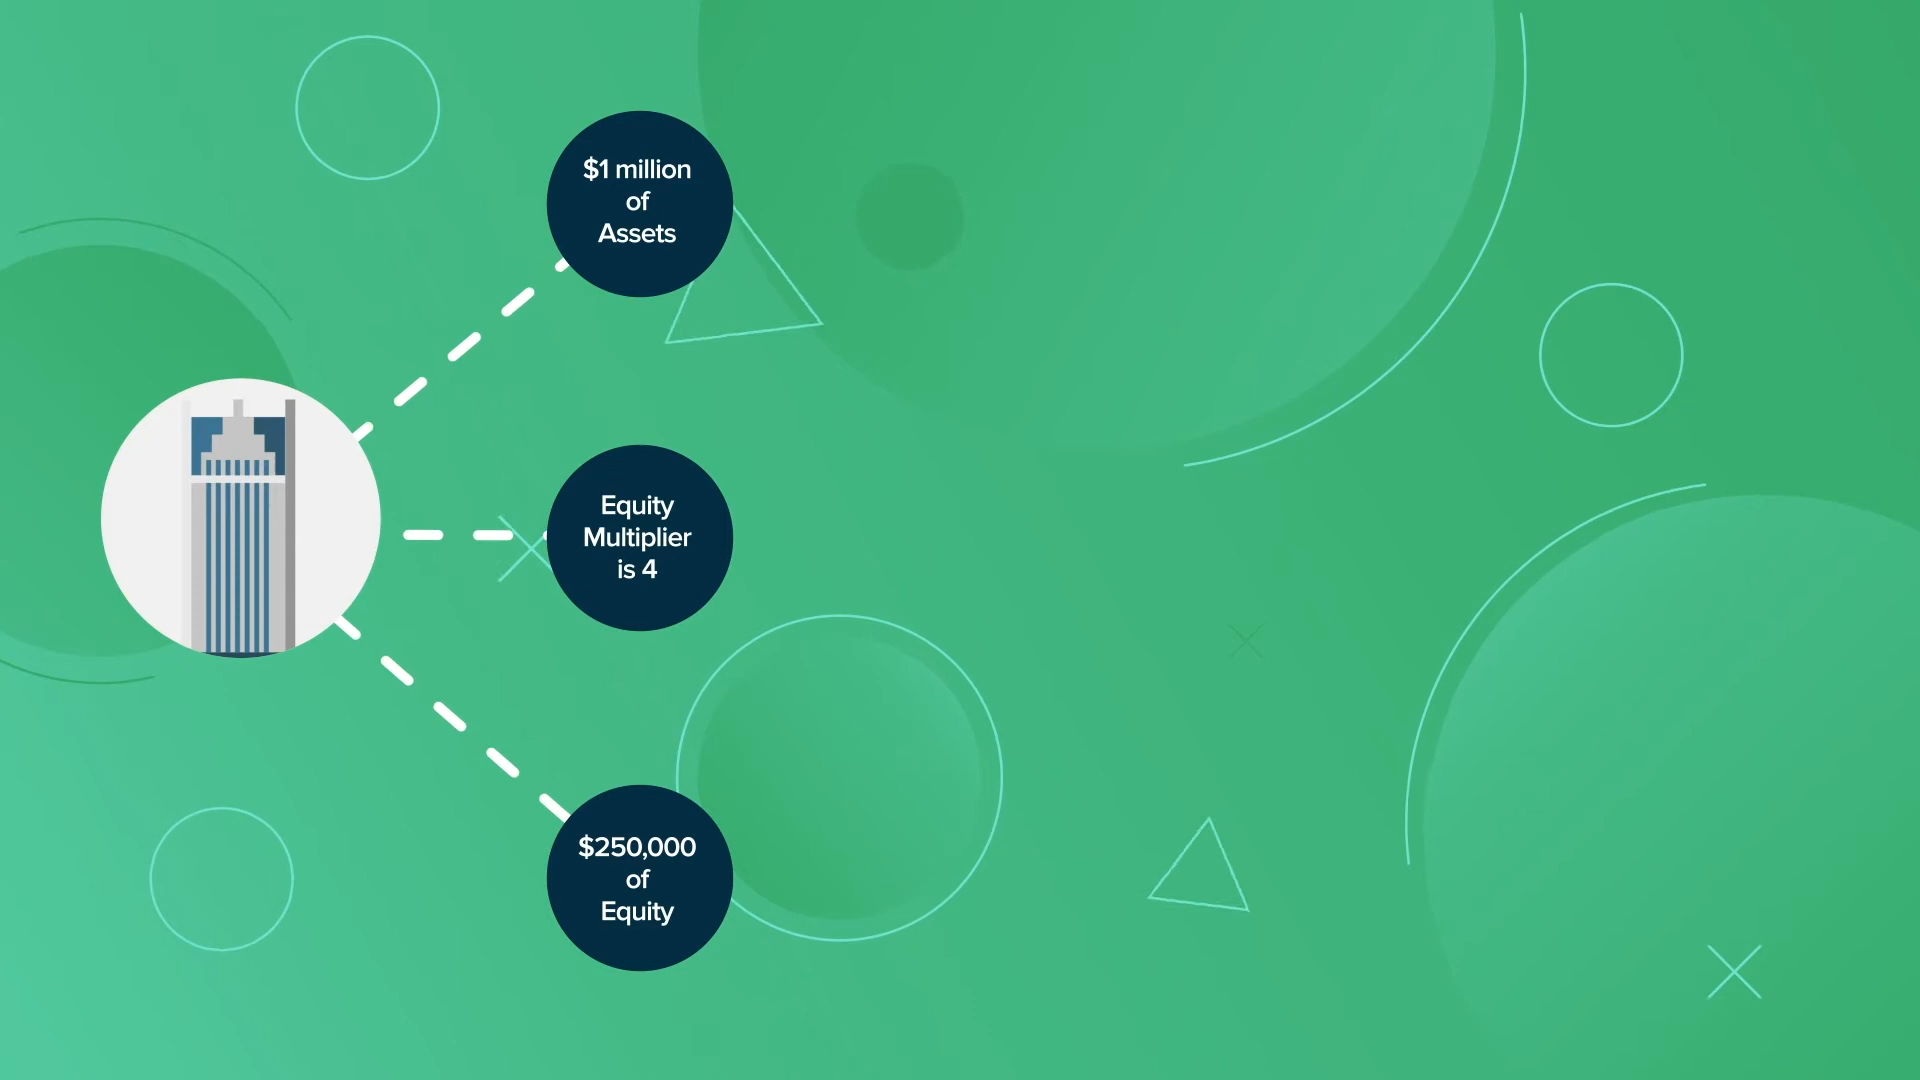 $1 million
of
Assets
Equity
Multiplier
is 4
$250,000
of
Equity